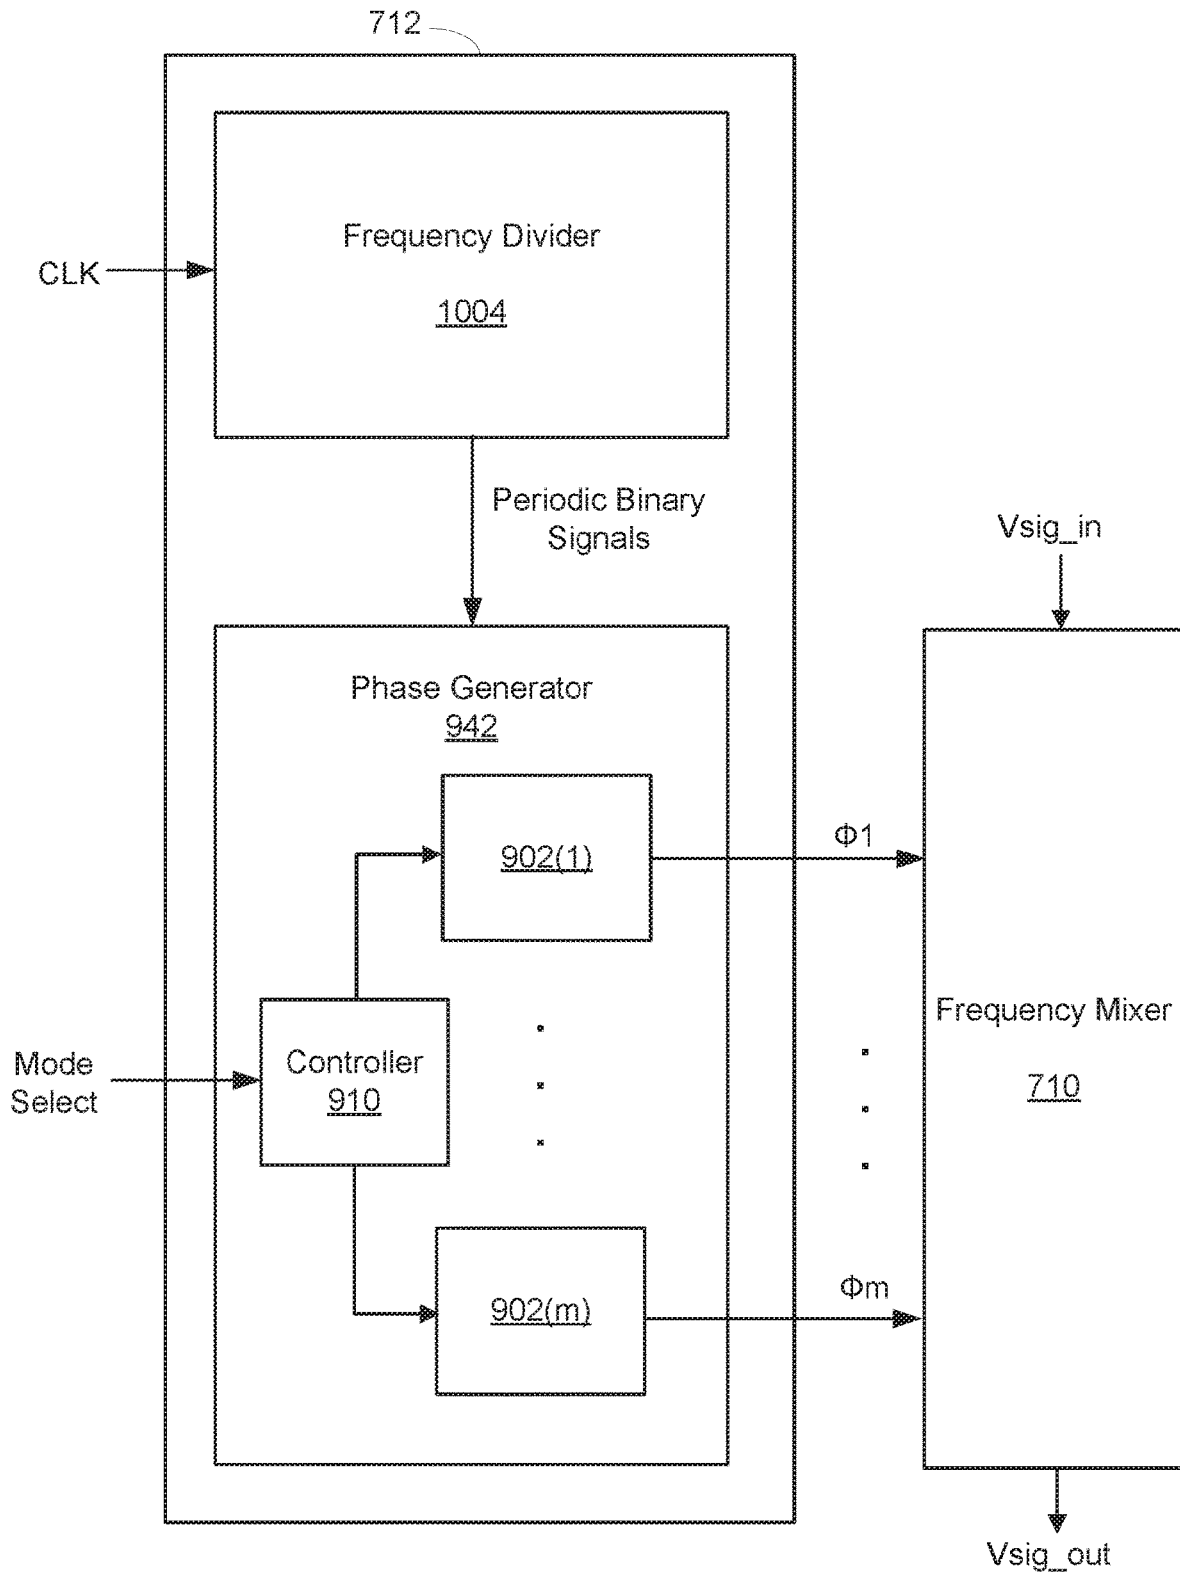 712
Frequency Divider
1004
CLK
Periodic Binary
Signals
Vsig_in
Phase Generator
942
902(1)
Φ1
Frequency Mixer
710
Mode
Select
Controller
910
902(m)
Φm
Vsig_out